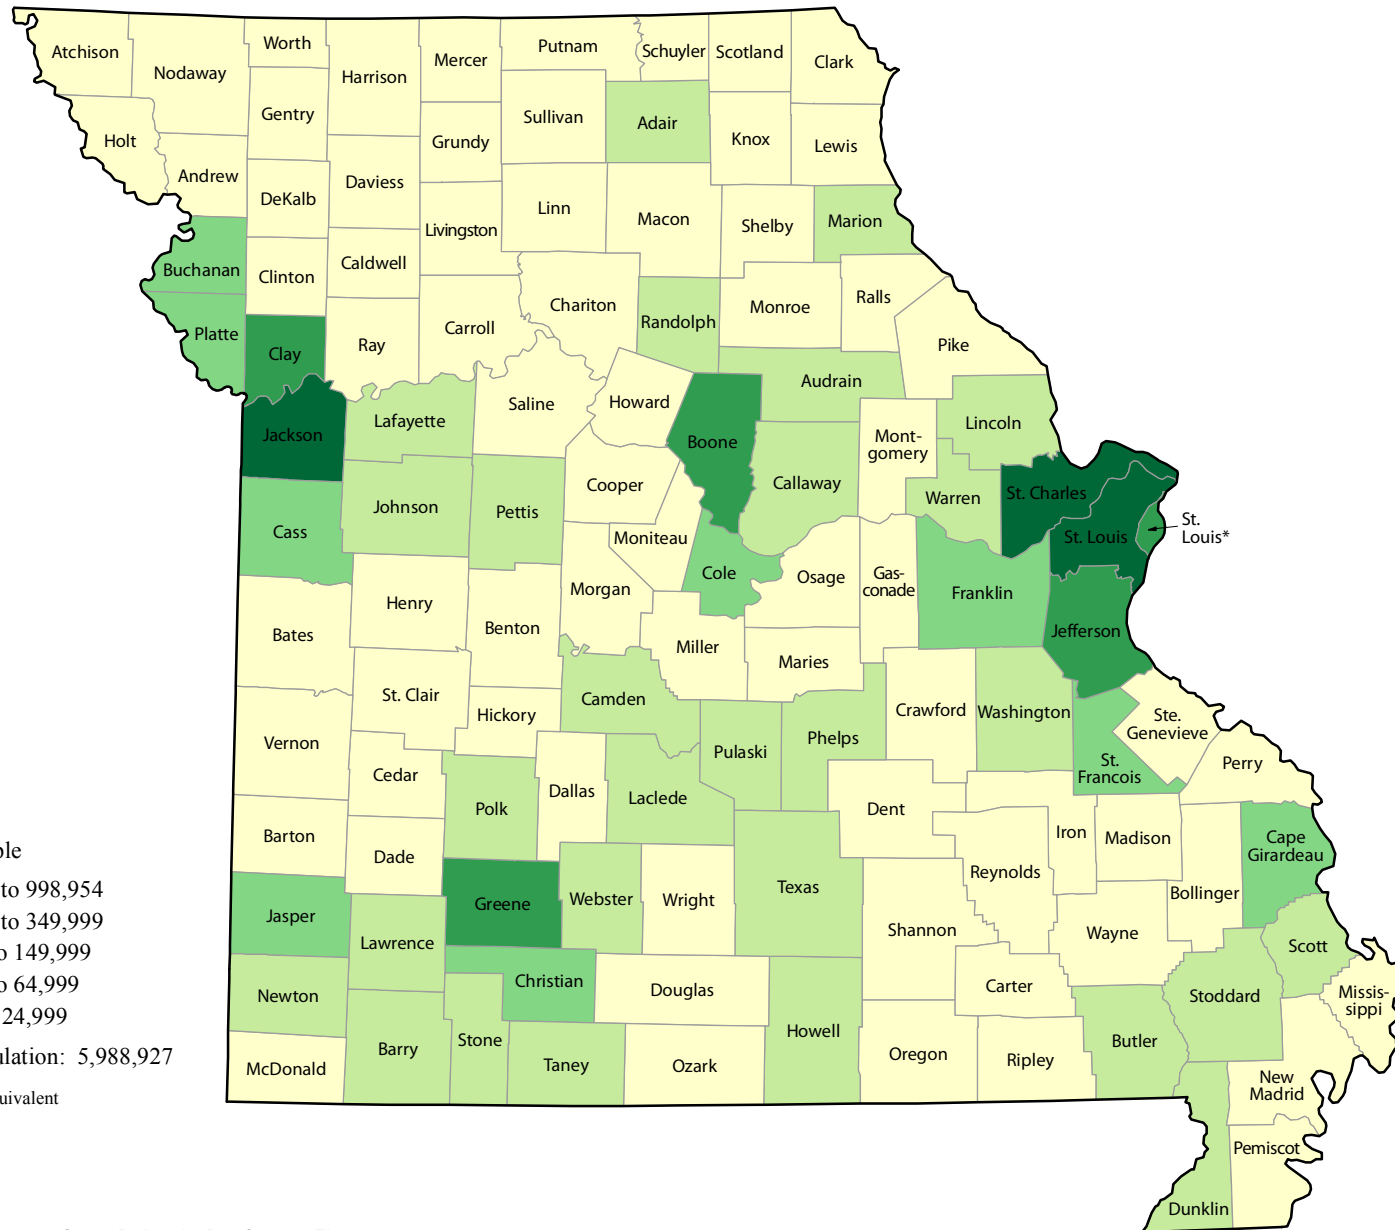 Atchison
Nodaway
Worth
Harrison
Mercer
Putnam
Schuyler
Scotland
Clark
Gentry
Sullivan
Adair
Knox
Lewis
Holt
Andrew
DeKalb
Daviess
Grundy
Livingston
Linn
Macon
Shelby
Marion
Buchanan
Clinton
Caldwell
Chariton
Randolph
Monroe
Ralls
Platte
Clay
Ray
Carroll
Pike
Audrain
Jackson
Lafayette
Saline
Howard
Boone
Callaway
Mont-
gomery
Lincoln
Warren
St. Charles
St. Louis
St.
Louis*
Cass
Johnson
Pettis
Cooper
Moniteau
Cole
Osage
Gas-
conade
Franklin
Jefferson
Bates
Henry
Benton
Morgan
Miller
Maries
St. Clair
Hickory
Camden
Pulaski
Phelps
Crawford
Washington
Ste.
Genevieve
St.
Francois
Perry
Vernon
Cedar
Polk
Dallas
Laclede
Dent
Iron
Madison
Cape
Girardeau
Barton
Dade
Greene
Webster
Wright
Texas
Reynolds
Bollinger
Jasper
Lawrence
Christian
Shannon
Wayne
Scott
Newton
Douglas
Carter
Stoddard
Missis-
sippi
McDonald
Barry
Stone
Taney
Ozark
Howell
Oregon
Ripley
Butler
New
Madrid
Pemiscot
Dunklin
ple
to 998,954
to 349,999
o 149,999
o 64,999
24,999
ulation: 5,988,927
uivalent